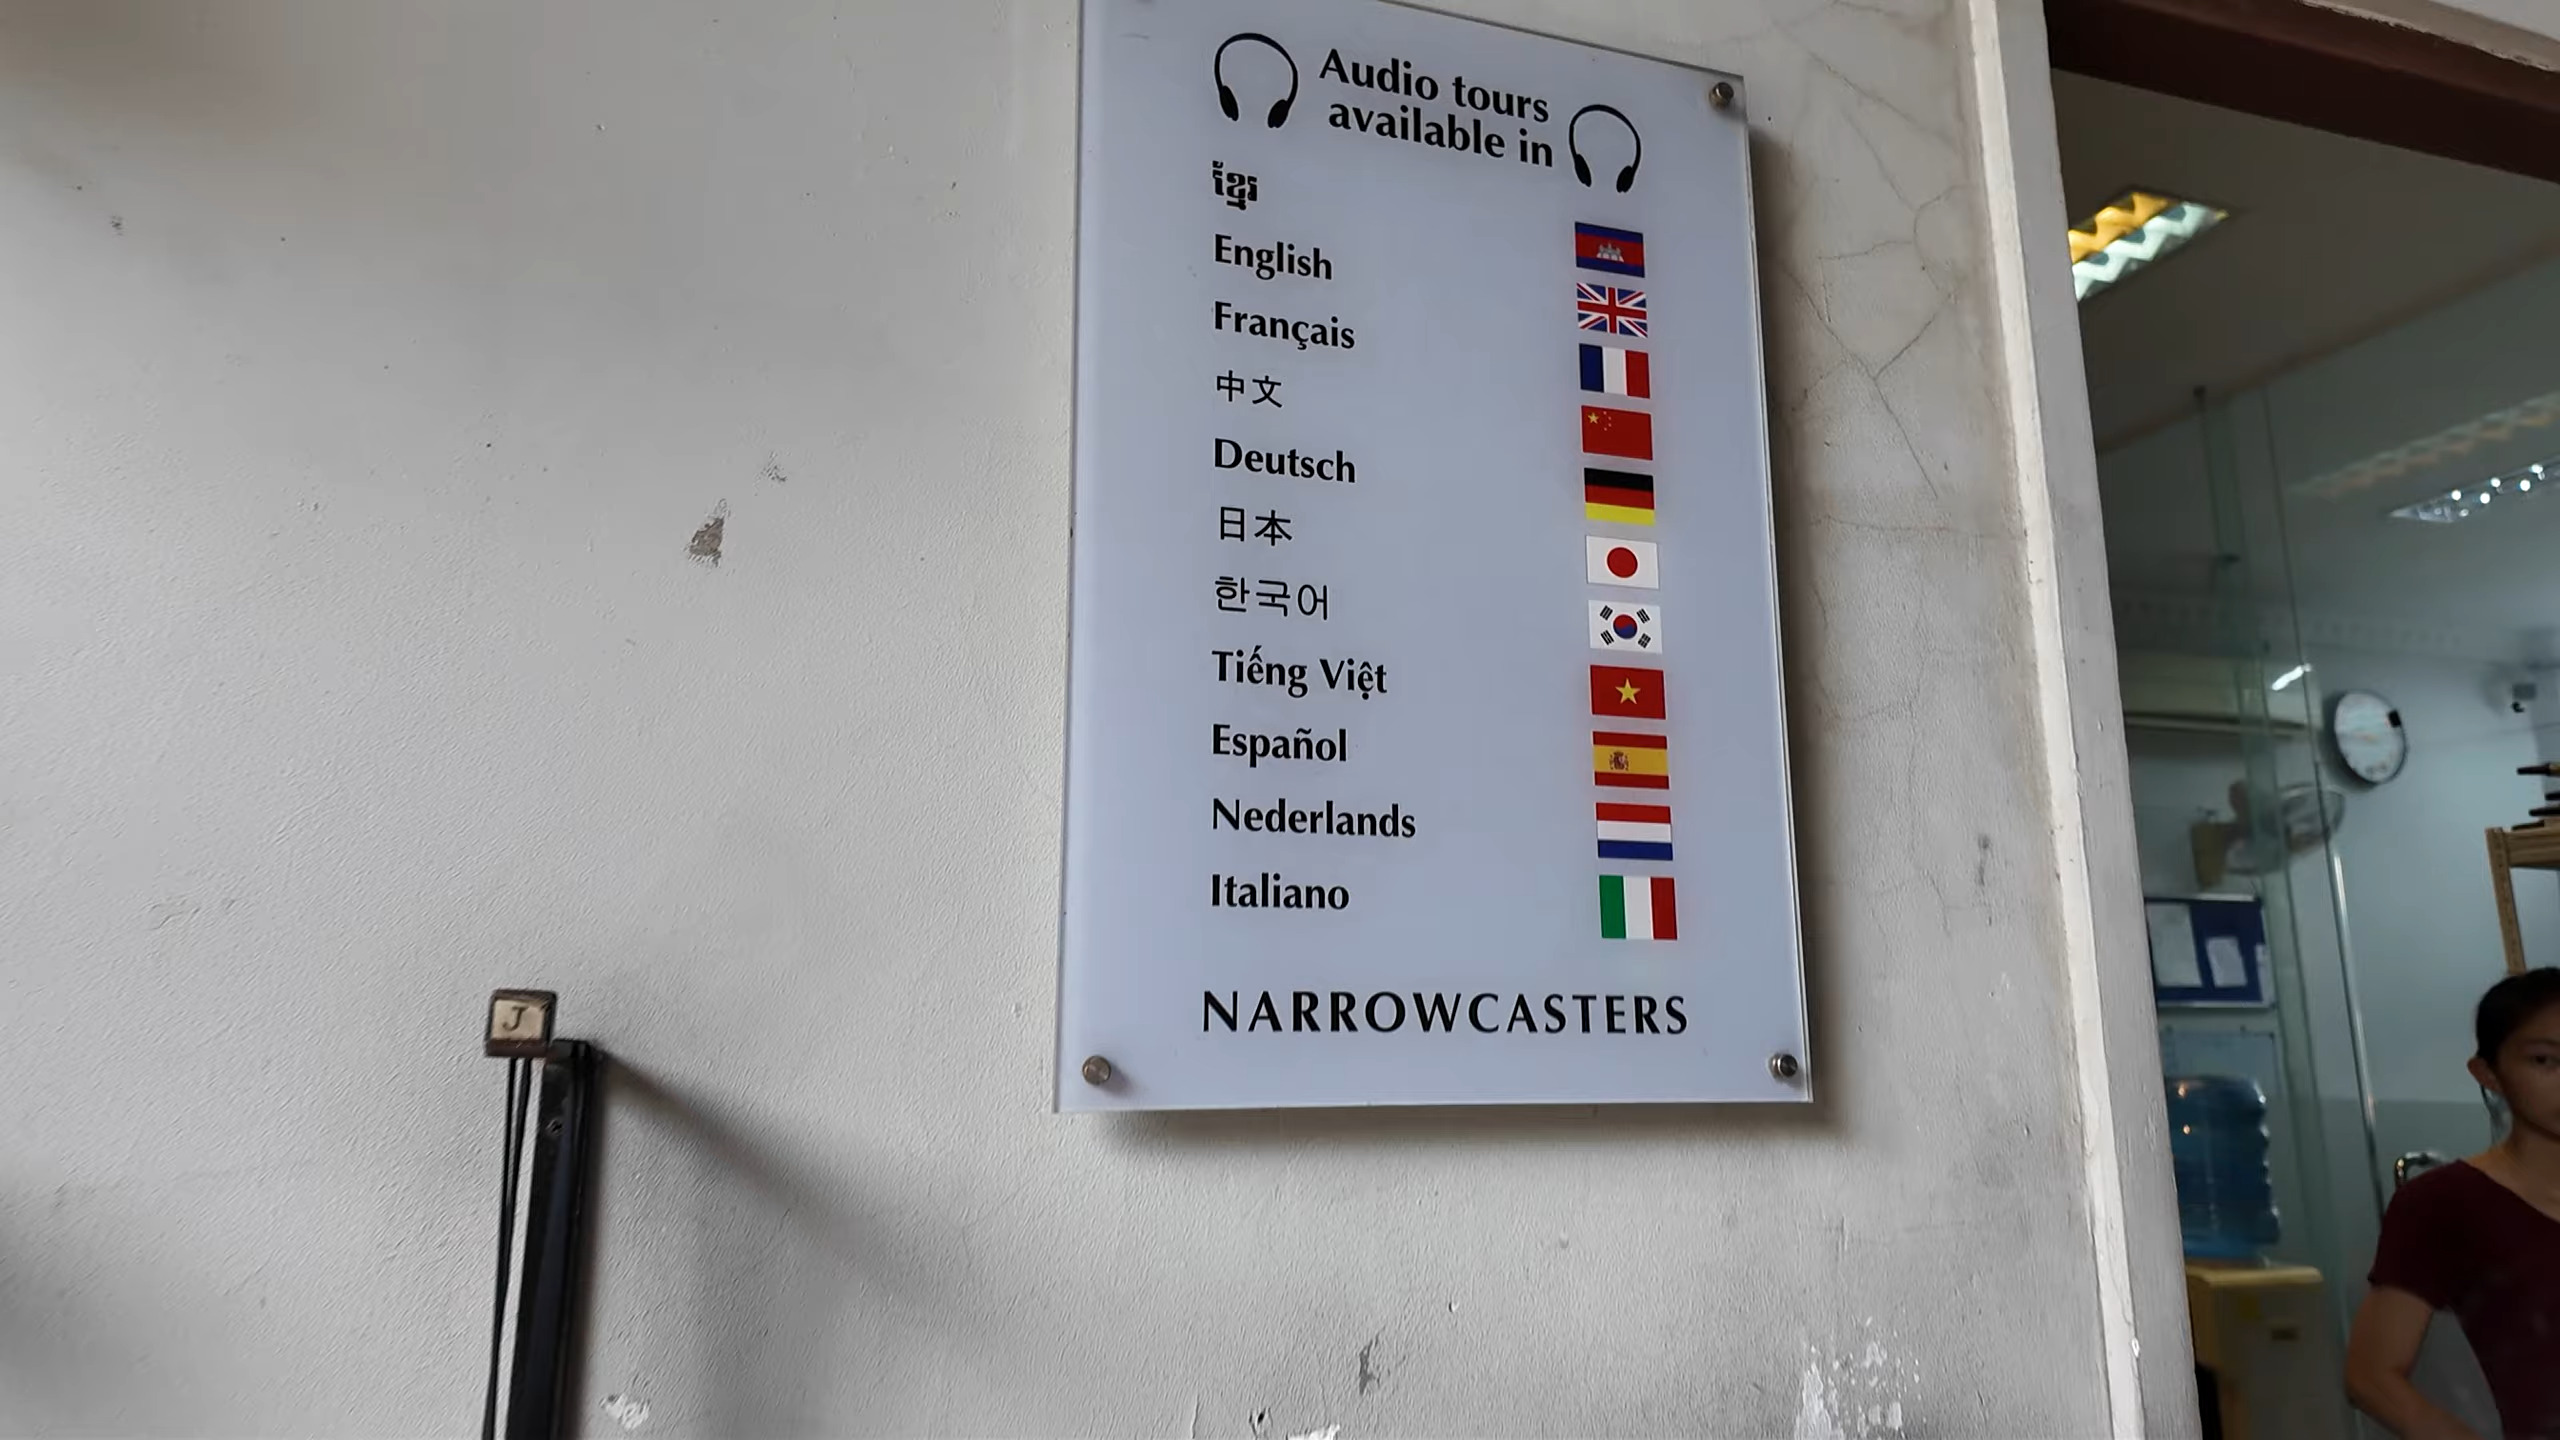 Audio tours
available in
ខ្មែរ
English
Français
中文
Deutsch
日本
한국어
Tiếng Việt
Español
Nederlands
Italiano
NARROWCASTERS
J